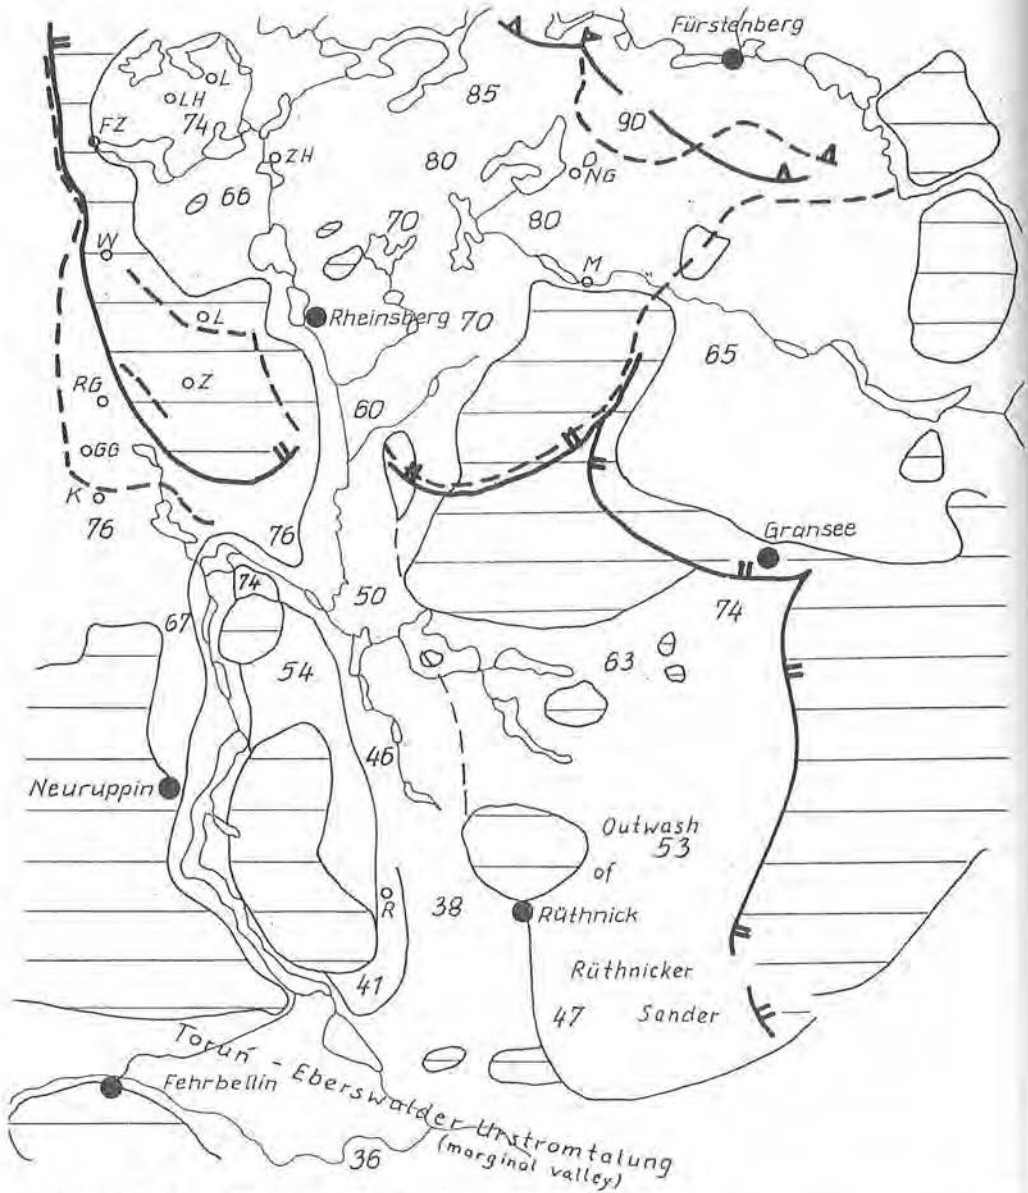 Fürstenberg
L
LH
85
90
74
FZ
ZH
80
NG
66
80
70
W
M
L
Rheinsberg 70
65
Z
RG
60
GG
K
76
76
Gransee
74
50
74
67
63
54
46
Neuruppin
Outwash
53
of
R
38
Rüthnick
Rüthnicker
41
47
Sander
Toruń - Eberswalder Urstromtalung
(marginal valley)
Fehrbellin
36